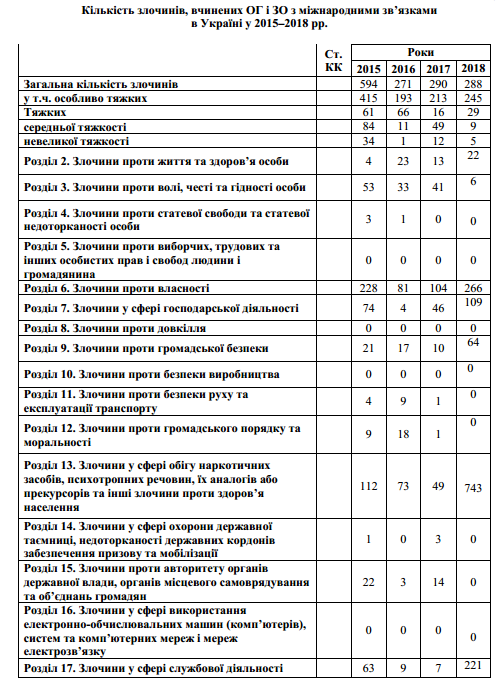 Кількість злочинів, вчинених ОГ і ЗО з міжнародними зв’язками
в Україні у 2015–2018 рр.
Ст. КК Роки
2015 2016 2017 2018
Загальна кількість злочинів 594 271 290 288
у т.ч. особливо тяжких 415 193 213 245
Тяжких 61 66 16 29
середньої тяжкості 84 11 49 9
невеликої тяжкості 34 1 12 5
Розділ 2. Злочини проти життя та здоров’я особи 4 23 13 22
Розділ 3. Злочини проти волі, честі та гідності особи 53 33 41 6
Розділ 4. Злочини проти статевої свободи та статевої
недоторканості особи 3 1 0 0
Розділ 5. Злочини проти виборчих, трудових та
інших особистих прав і свобод людини і
громадянина 0 0 0 0
Розділ 6. Злочини проти власності 228 81 104 266
Розділ 7. Злочини у сфері господарської діяльності 74 4 46 109
Розділ 8. Злочини проти довкілля 0 0 0 0
Розділ 9. Злочини проти громадської безпеки 21 17 10 64
Розділ 10. Злочини проти безпеки виробництва 0 0 0 0
Розділ 11. Злочини проти безпеки руху та
експлуатації транспорту 4 9 1 0
Розділ 12. Злочини проти громадського порядку та
моральності 9 18 1 0
Розділ 13. Злочини у сфері обігу наркотичних
засобів, психотропних речовин, їх аналогів або
прекурсорів та інші злочини проти здоров’я
населення 112 73 49 743
Розділ 14. Злочини у сфері охорони державної
таємниці, недоторканості державних кордонів
забезпечення призову та мобілізації 1 0 3 0
Розділ 15. Злочини проти авторитету органів
державної влади, органів місцевого самоврядування
та об’єднань громадян 22 3 14 0
Розділ 16. Злочини у сфері використання
електронно-обчислювальних машин (комп’ютерів),
систем та комп’ютерних мереж і мереж
електрозв’язку 0 0 0 0
Розділ 17. Злочини у сфері службової діяльності 63 9 7 221